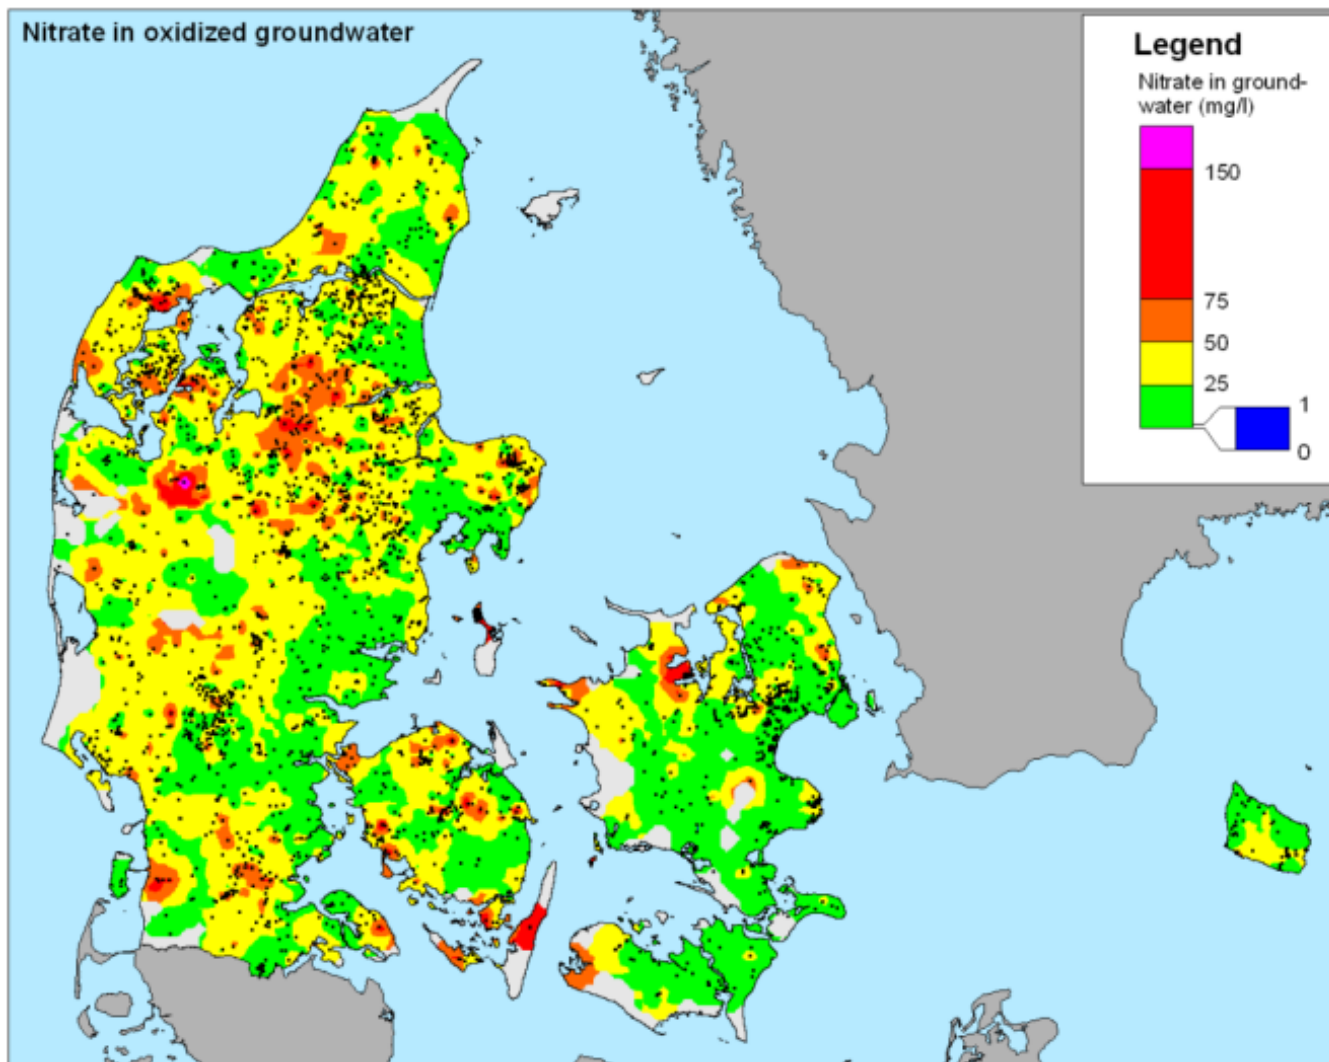 Nitrate in oxidized groundwater
Legend
Nitrate in ground-
water (mg/l)
150
75
50
25
1
0